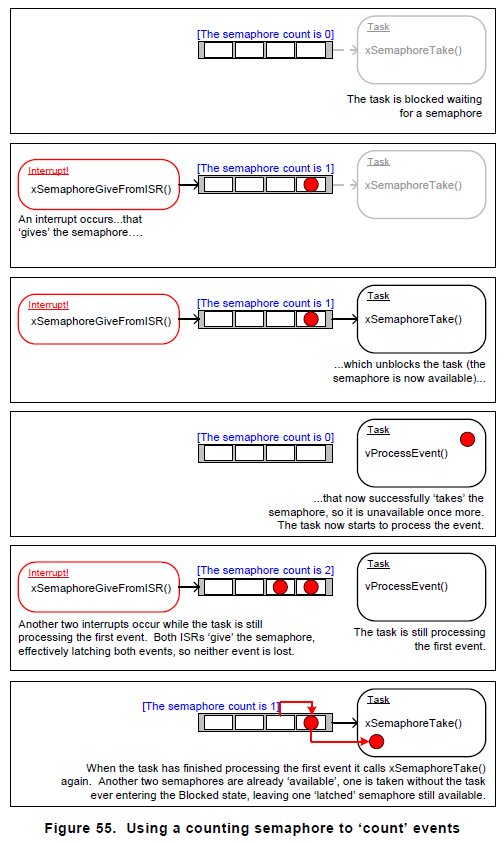 [The semaphore count is 0]
Task
xSemaphoreTake()
The task is blocked waiting
for a semaphore
Interrupt!
xSemaphoreGiveFromISR()
An interrupt occurs...that
‘gives’ the semaphore….
[The semaphore count is 1]
Task
xSemaphoreTake()
Interrupt!
xSemaphoreGiveFromISR()
[The semaphore count is 1]
Task
xSemaphoreTake()
...which unblocks the task (the
semaphore is now available)...
[The semaphore count is 0]
Task
vProcessEvent()
...that now successfully ‘takes’ the
semaphore, so it is unavailable once more.
The task now starts to process the event.
Interrupt!
xSemaphoreGiveFromISR()
[The semaphore count is 2]
Task
vProcessEvent()
Another two interrupts occur while the task is still
processing the first event.  Both ISRs ‘give’ the semaphore,
effectively latching both events, so neither event is lost.
The task is still processing
the first event.
[The semaphore count is 1]
Task
xSemaphoreTake()
When the task has finished processing the first event it calls xSemaphoreTake()
again.  Another two semaphores are already ‘available’, one is taken without the task
ever entering the Blocked state, leaving one ‘latched’ semaphore still available.
Figure 55.  Using a counting semaphore to ‘count’ events